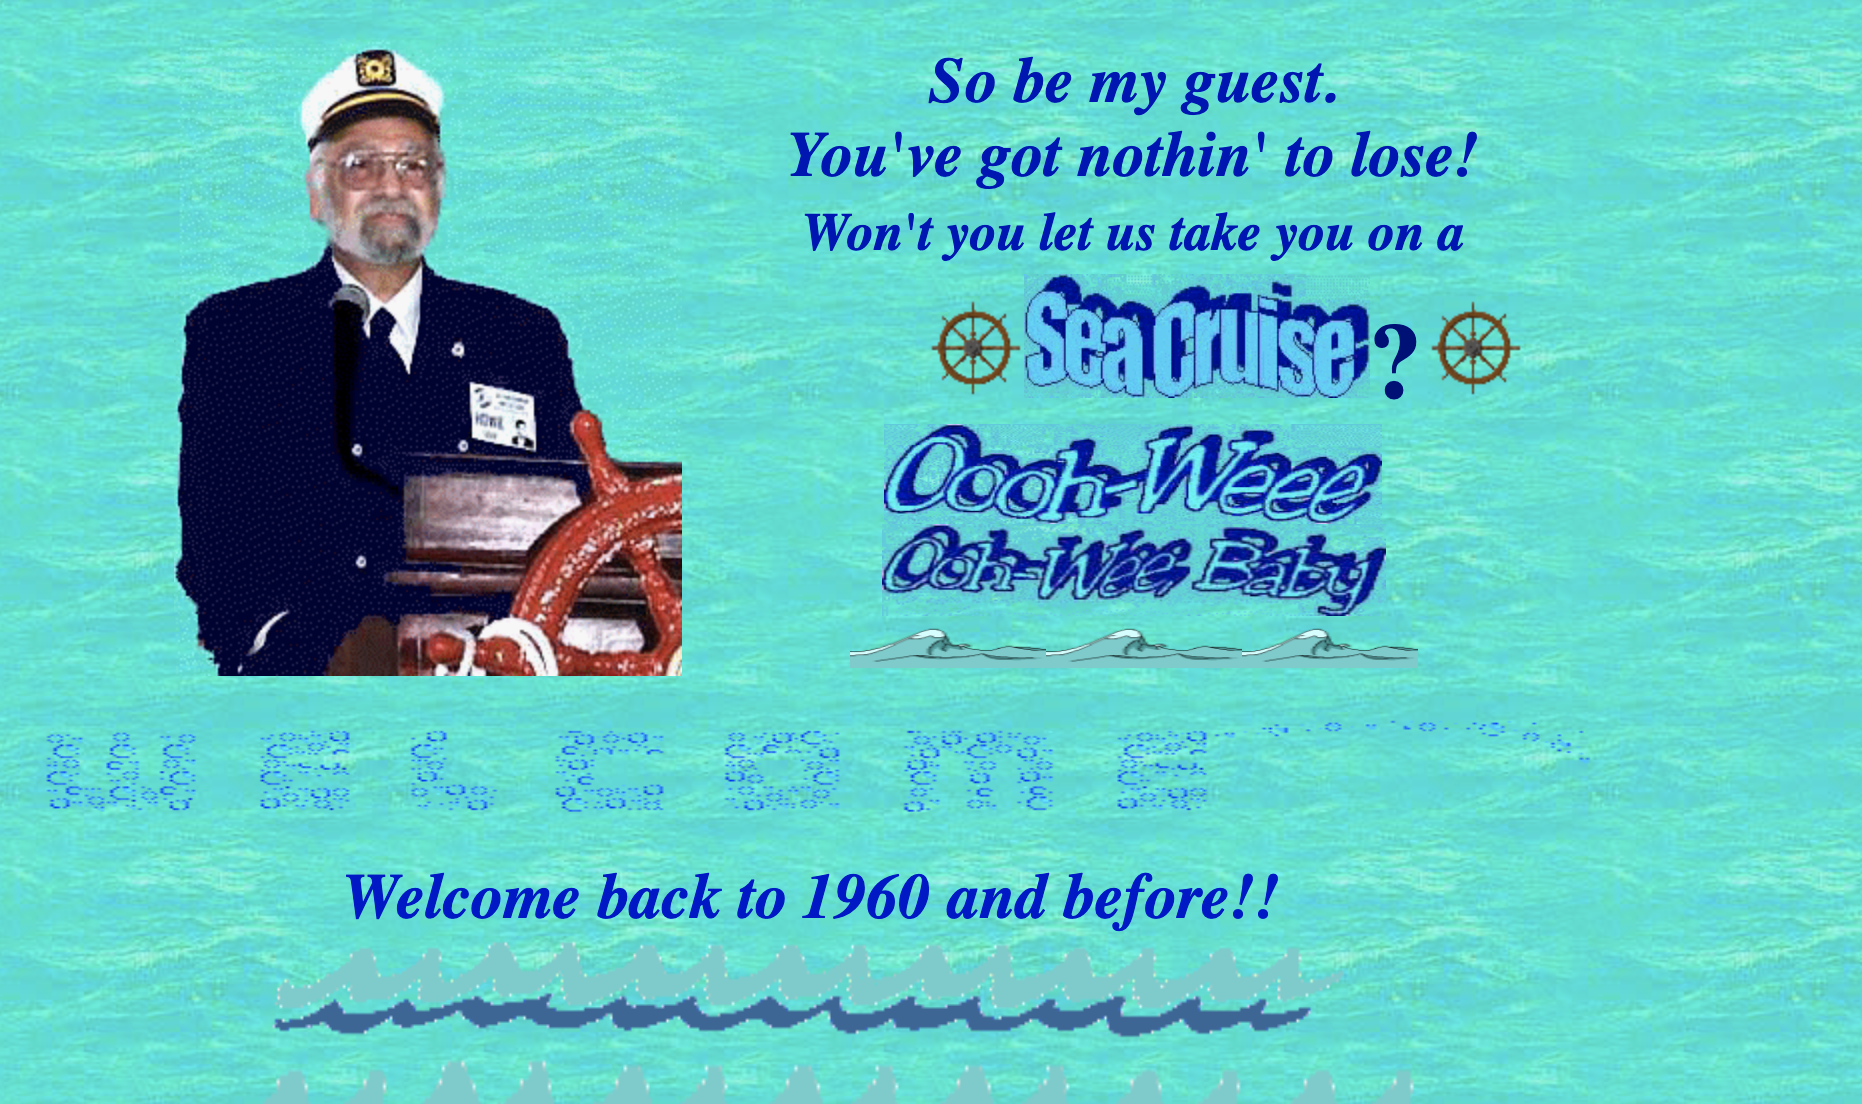 So be my guest.
You've got nothin' to lose!
Won't you let us take you on a
Sea Cruise ?
Oooh-Weee
Ooh-Wee, Baby
WELCOME
Welcome back to 1960 and before!!